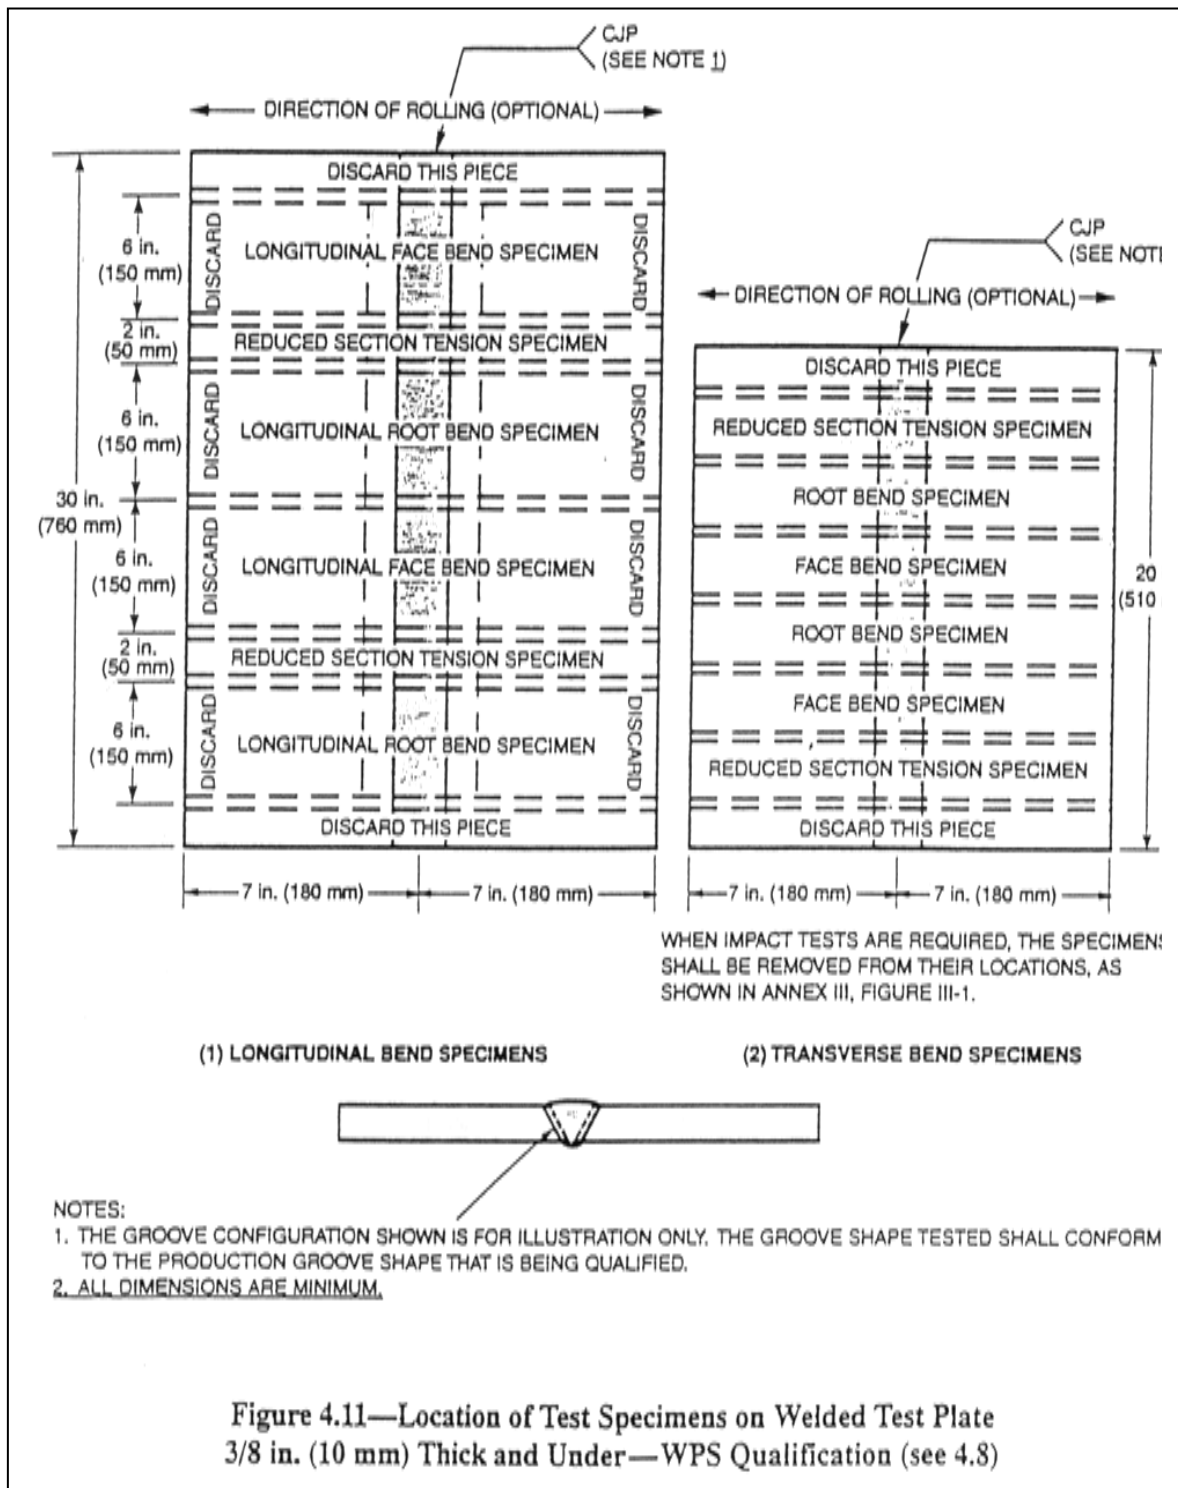 CJP
(SEE NOTE 1)
DIRECTION OF ROLLING (OPTIONAL)
DISCARD THIS PIECE
6 in.
(150 mm)
DISCARD
LONGITUDINAL FACE BEND SPECIMEN
DISCARD
2 in.
(50 mm)
REDUCED SECTION TENSION SPECIMEN
6 in.
(150 mm)
DISCARD
LONGITUDINAL ROOT BEND SPECIMEN
DISCARD
30 in.
(760 mm)
6 in.
(150 mm)
DISCARD
LONGITUDINAL FACE BEND SPECIMEN
DISCARD
2 in.
(50 mm)
REDUCED SECTION TENSION SPECIMEN
6 in.
(150 mm)
DISCARD
LONGITUDINAL ROOT BEND SPECIMEN
DISCARD
DISCARD THIS PIECE
7 in. (180 mm)
7 in. (180 mm)
CJP
(SEE NOT
DIRECTION OF ROLLING (OPTIONAL)
DISCARD THIS PIECE
REDUCED SECTION TENSION SPECIMEN
ROOT BEND SPECIMEN
FACE BEND SPECIMEN
20
(510
ROOT BEND SPECIMEN
FACE BEND SPECIMEN
REDUCED SECTION TENSION SPECIMEN
DISCARD THIS PIECE
7 in. (180 mm)
7 in. (180 mm)
WHEN IMPACT TESTS ARE REQUIRED, THE SPECIMENS
SHALL BE REMOVED FROM THEIR LOCATIONS, AS
SHOWN IN ANNEX III, FIGURE III-1.
(1) LONGITUDINAL BEND SPECIMENS
(2) TRANSVERSE BEND SPECIMENS
NOTES:
1. THE GROOVE CONFIGURATION SHOWN IS FOR ILLUSTRATION ONLY. THE GROOVE SHAPE TESTED SHALL CONFORM
TO THE PRODUCTION GROOVE SHAPE THAT IS BEING QUALIFIED.
2. ALL DIMENSIONS ARE MINIMUM.
Figure 4.11—Location of Test Specimens on Welded Test Plate
3/8 in. (10 mm) Thick and Under—WPS Qualification (see 4.8)